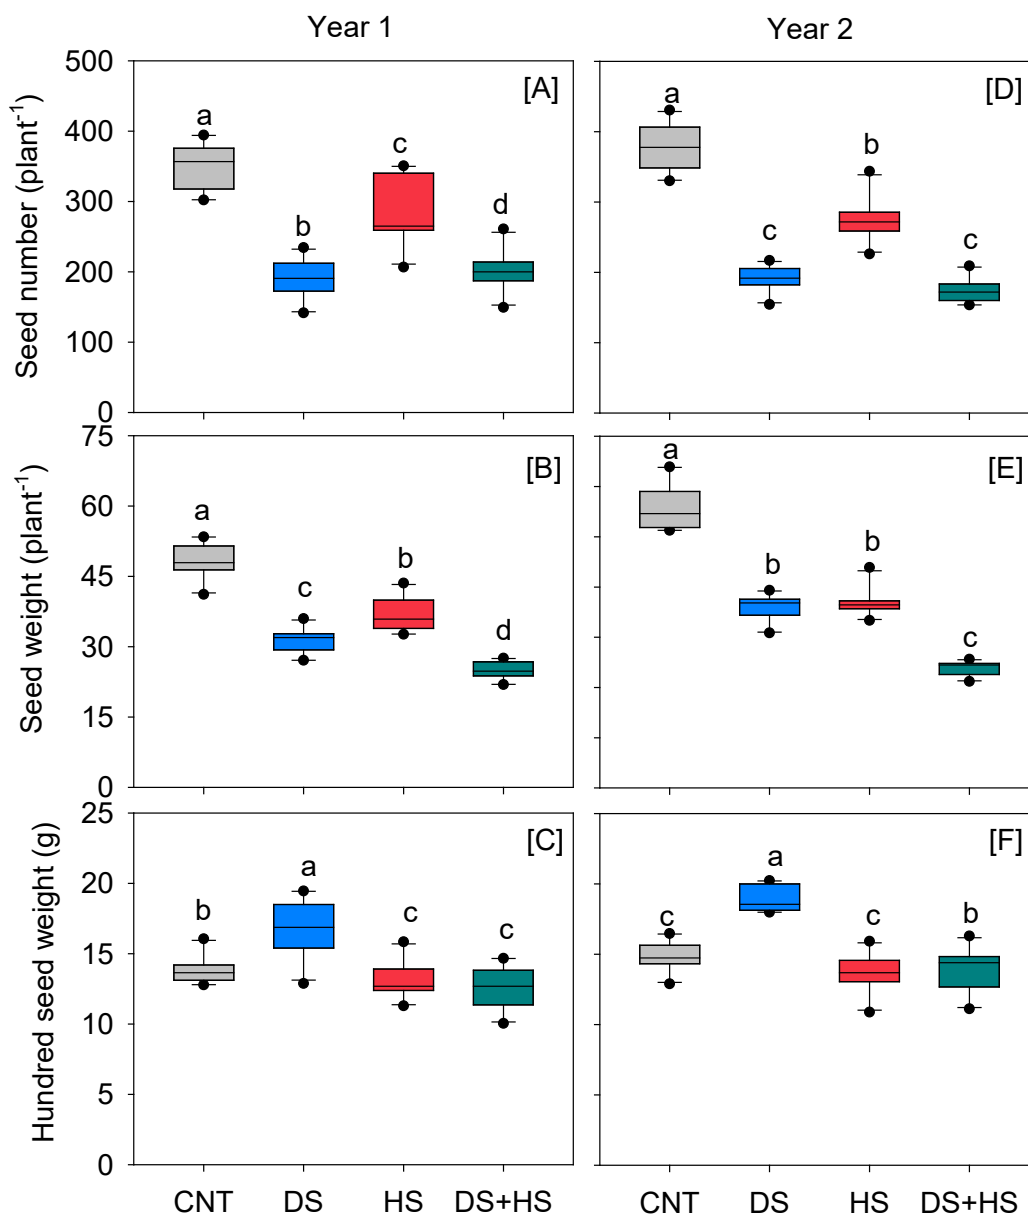 Year 1
Year 2
Seed number (plant⁻¹)
500
400
300
200
100
0
[A]
a
b
c
d
[D]
a
c
b
c
Seed weight (plant⁻¹)
75
60
45
30
15
0
[B]
a
c
b
d
[E]
a
b
b
c
Hundred seed weight (g)
25
20
15
10
5
0
[C]
b
a
c
c
[F]
c
a
c
b
CNT DS HS DS+HS
CNT DS HS DS+HS